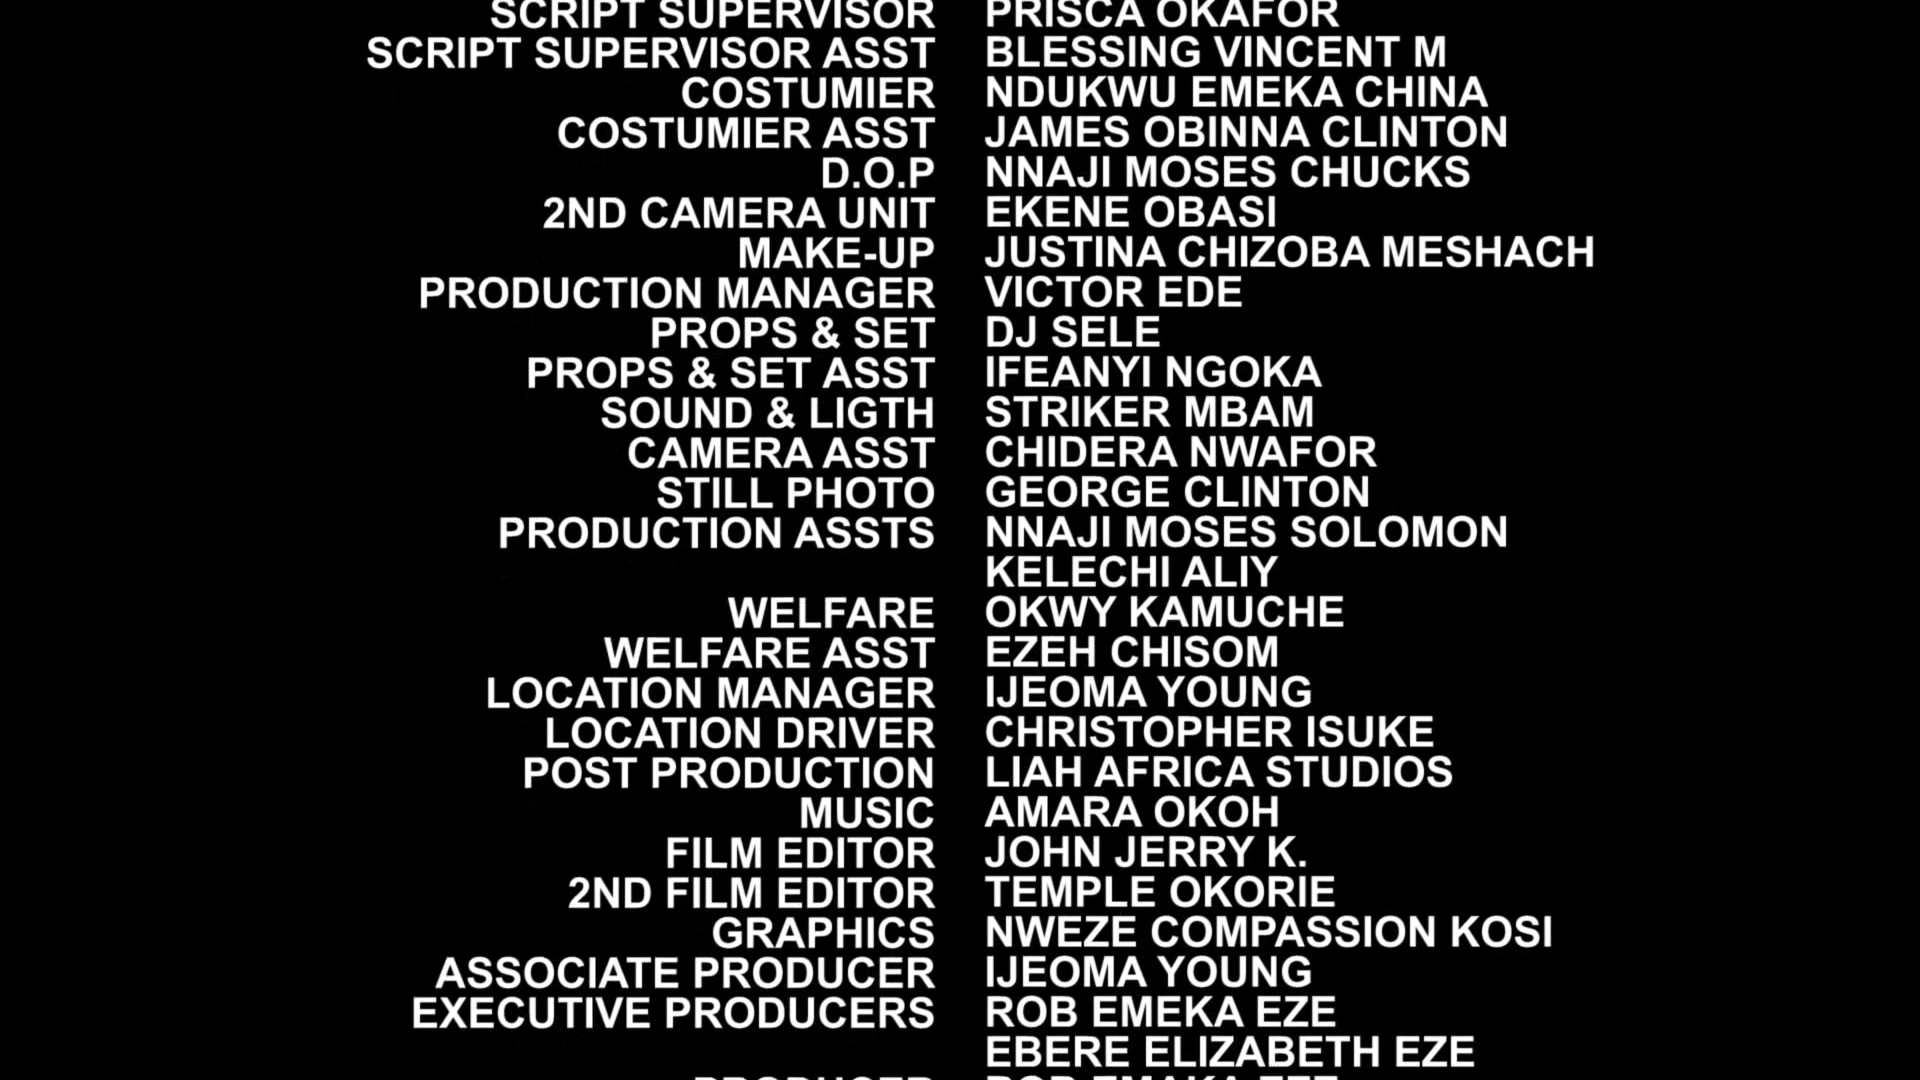 SCRIPT SUPERVISOR PRISCA OKAFOR
SCRIPT SUPERVISOR ASST BLESSING VINCENT M
COSTUMIER NDUKWU EMEKA CHINA
COSTUMIER ASST JAMES OBINNA CLINTON
D.O.P NNAJI MOSES CHUCKS
2ND CAMERA UNIT EKENE OBASI
MAKE-UP JUSTINA CHIZOBA MESHACH
PRODUCTION MANAGER VICTOR EDE
PROPS & SET DJ SELE
PROPS & SET ASST IFEANYI NGOKA
SOUND & LIGTH STRIKER MBAM
CAMERA ASST CHIDERA NWAFOR
STILL PHOTO GEORGE CLINTON
PRODUCTION ASSTS NNAJI MOSES SOLOMON
KELECHI ALIY
WELFARE OKWY KAMUCHE
WELFARE ASST EZEH CHISOM
LOCATION MANAGER IJEOMA YOUNG
LOCATION DRIVER CHRISTOPHER ISUKE
POST PRODUCTION LIAH AFRICA STUDIOS
MUSIC AMARA OKOH
FILM EDITOR JOHN JERRY K.
2ND FILM EDITOR TEMPLE OKORIE
GRAPHICS NWEZE COMPASSION KOSI
ASSOCIATE PRODUCER IJEOMA YOUNG
EXECUTIVE PRODUCERS ROB EMEKA EZE
EBERE ELIZABETH EZE